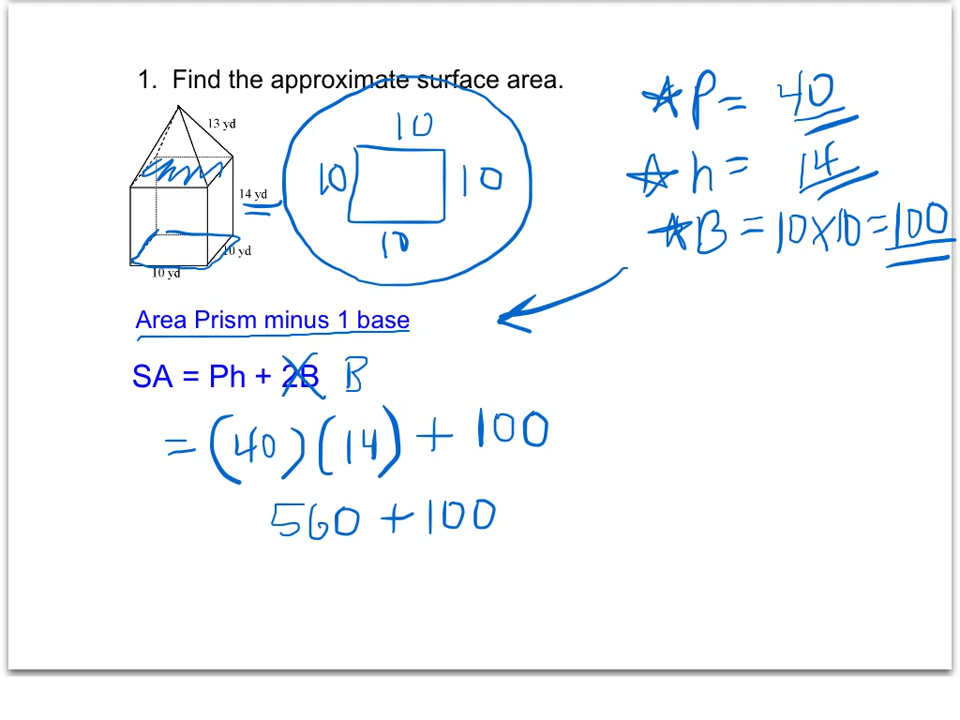 1. Find the approximate surface area.
13 yd
14 yd
10 yd
10 yd
10
10
10
10
*P = 40
*h = 14
*B = 10x10 = 100
Area Prism minus 1 base
SA = Ph + 2B B
= (40)(14) + 100
560 + 100